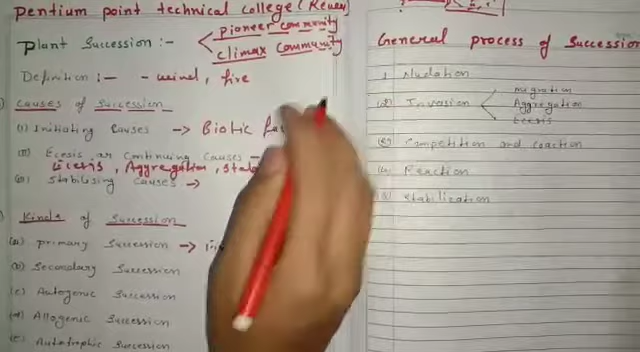 Pentium point technical college (Rewa)
Plant Succession :-
pioneer community
climax community
Definition :- - wind, fire
Causes of Succession
(i) Initiating Causes → Biotic
(ii) Ecesis or Continuing Causes -
Ecesis, Aggregation,
(iii) Stabilising Causes →
Kinds of Succession
(a) primary Succession →
(b) Secondary Succession
(c) Autogenic Succession
(d) Allogenic Succession
(e) Autotrophic Succession
General process of Succession
1. Nudation
(2) Invasion
migration
Aggregation
Ecesis
(3) Competition and coaction
(4) Reaction
(5) Stabilization